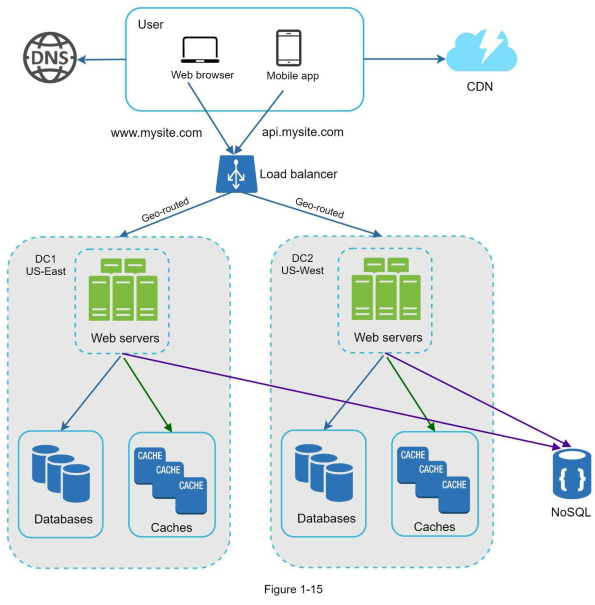 User
DNS
Web browser
Mobile app
CDN
www.mysite.com
api.mysite.com
Load balancer
Geo-routed
Geo-routed
DC1
US-East
Web servers
DC2
US-West
Web servers
Databases
CACHE
CACHE
CACHE
Caches
Databases
CACHE
CACHE
CACHE
Caches
{ }
NoSQL
Figure 1-15